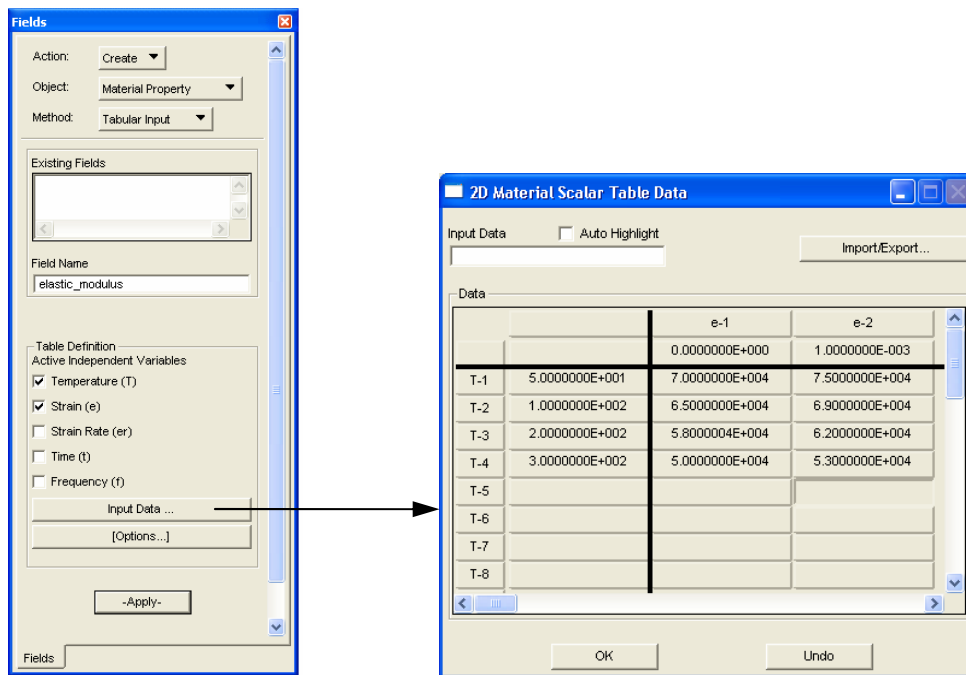 Fields
Action: Create
Object: Material Property
Method: Tabular Input
Existing Fields
Field Name
elastic_modulus
Table Definition
Active Independent Variables
Temperature (T)
Strain (e)
Strain Rate (er)
Time (t)
Frequency (f)
Input Data ...
[Options...]
-Apply-
Fields
2D Material Scalar Table Data
Input Data Auto Highlight
Import/Export...
Data
e-1 e-2
0.0000000E+000 1.0000000E-003
T-1 5.0000000E+001 7.0000000E+004 7.5000000E+004
T-2 1.0000000E+002 6.5000000E+004 6.9000000E+004
T-3 2.0000000E+002 5.8000004E+004 6.2000000E+004
T-4 3.0000000E+002 5.0000000E+004 5.3000000E+004
T-5
T-6
T-7
T-8
OK Undo